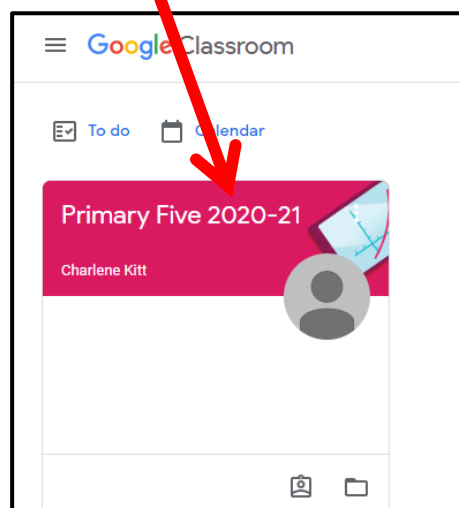 Google Classroom
To do Calendar
Primary Five 2020-21
Charlene Kitt